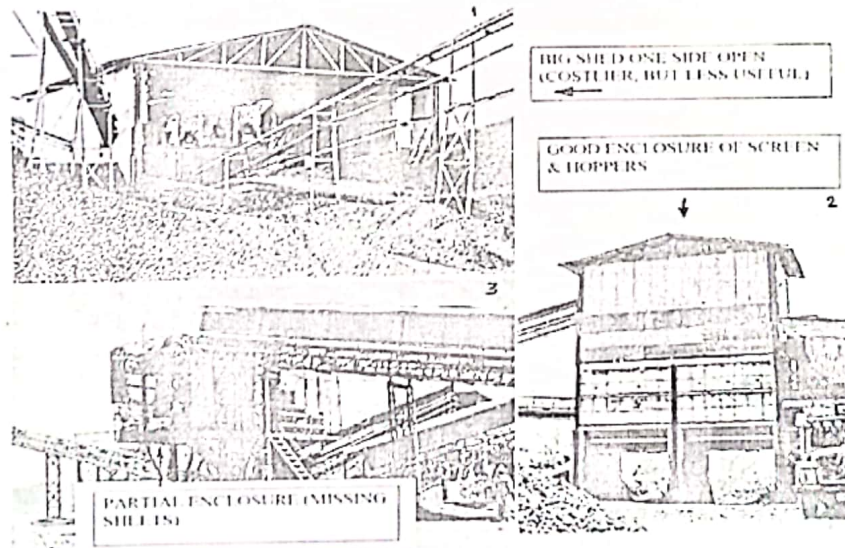 1
BIG SHED ONE SIDE OPEN
(COSTLIER, BUT LESS USEFUL)
GOOD ENCLOSURE OF SCREEN
& HOPPERS
2
3
PARTIAL ENCLOSURE (MISSING
SHEETS)